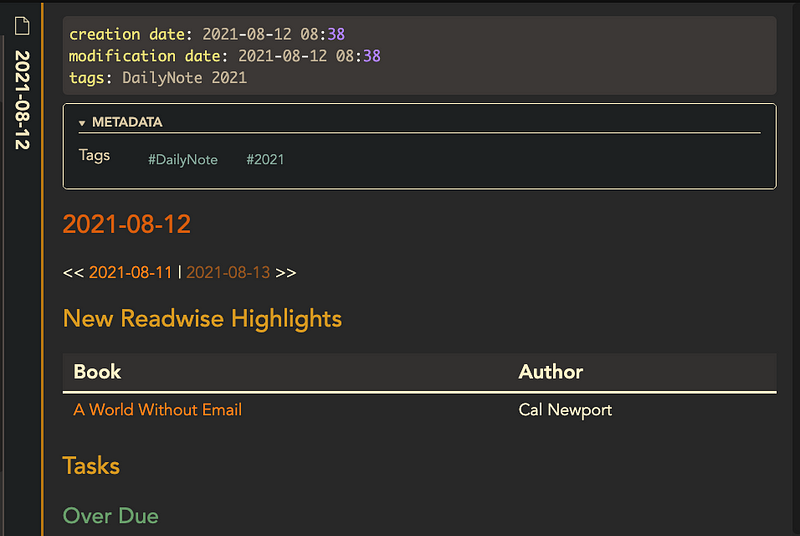 2021-08-12
creation date: 2021-08-12 08:38
modification date: 2021-08-12 08:38
tags: DailyNote 2021
METADATA
Tags #DailyNote #2021
2021-08-12
<< 2021-08-11 | 2021-08-13 >>
New Readwise Highlights
Book Author
A World Without Email Cal Newport
Tasks
Over Due